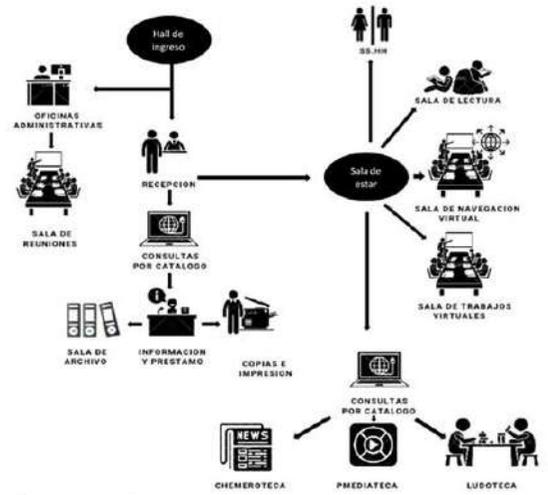 Hall de
ingreso
SS.HH
OFICINAS
ADMINISTRATIVAS
SALA DE LECTURA
RECEPCION
Sala de
estar
SALA DE NAVEGACION
VIRTUAL
SALA DE
REUNIONES
CONSULTAS
POR CATALOGO
SALA DE TRABAJOS
VIRTUALES
SALA DE
ARCHIVO
INFORMACION
Y PRESTAMO
COPIAS E
IMPRESION
CONSULTAS
POR CATALOGO
NEWS
CHEMEROTECA
PMEDIATECA
LUDOTECA